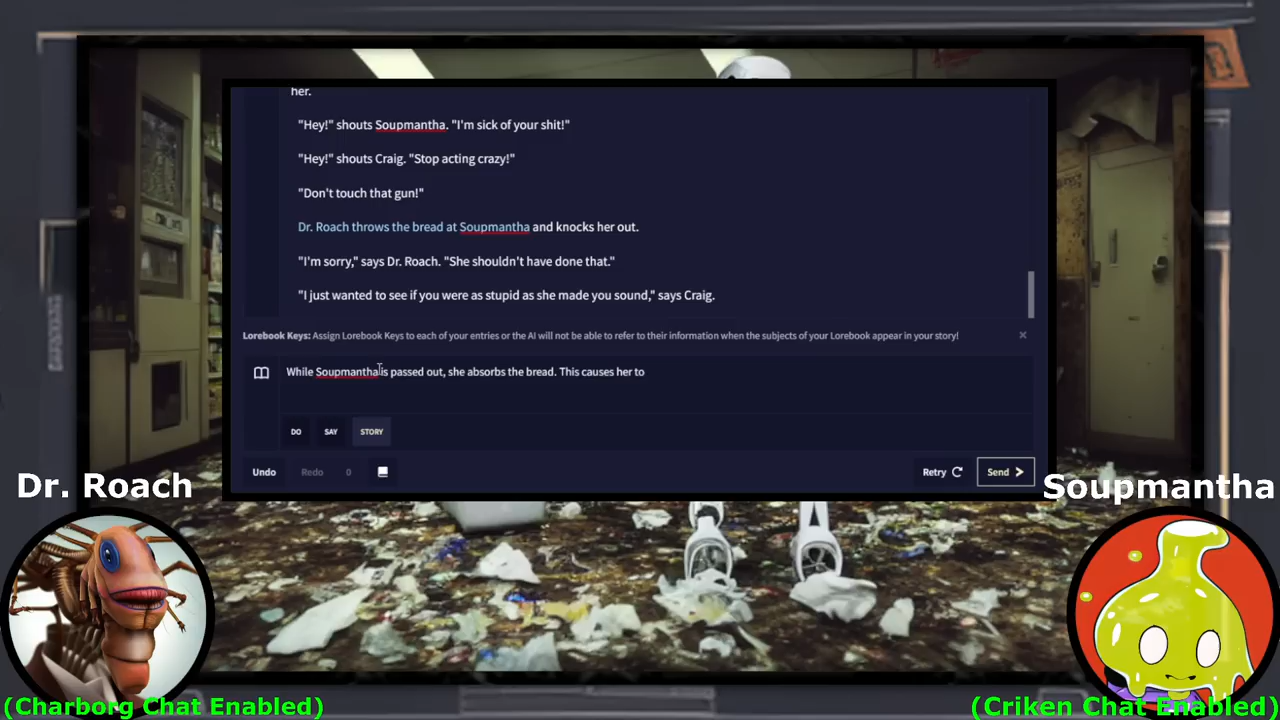 her.
"Hey!" shouts Soupmantha. "I'm sick of your shit!"
"Hey!" shouts Craig. "Stop acting crazy!"
"Don't touch that gun!"
Dr. Roach throws the bread at Soupmantha and knocks her out.
"I'm sorry," says Dr. Roach. "She shouldn't have done that."
"I just wanted to see if you were as stupid as she made you sound," says Craig.
Lorebook Keys: Assign Lorebook Keys to each of your entries or the AI will not be able to refer to their information when the subjects of your Lorebook appear in your story!
While Soupmantha is passed out, she absorbs the bread. This causes her to
DO SAY STORY
Undo Redo 0 Retry Send
Dr. Roach
Soupmantha
(Charborg Chat Enabled)
(Criken Chat Enabled)